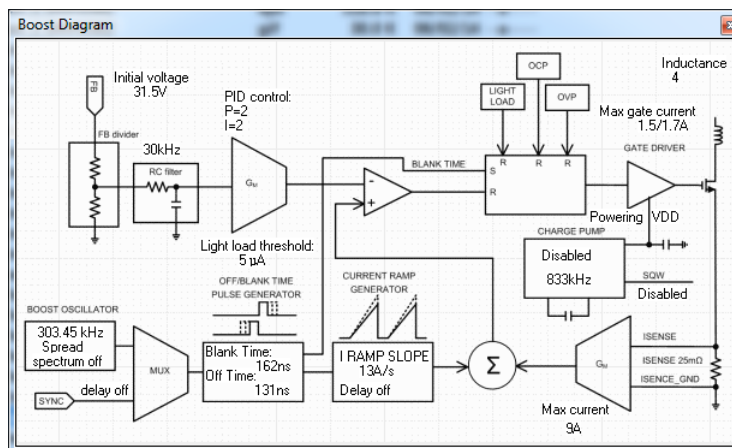 Boost Diagram
Initial voltage
31.5V
FB
FB divider
30kHz
RC filter
PID control:
P=2
I=2
GM
Light load threshold:
5 µA
BLANK TIME
-
+
LIGHT
LOAD
OCP
OVP
R
R
R
S
R
Inductance
4
Max gate current
1.5/1.7A
GATE DRIVER
Powering VDD
CHARGE PUMP
Disabled
833kHz
SQW
Disabled
BOOST OSCILLATOR
303.45 kHz
Spread
spectrum off
SYNC
delay off
MUX
OFF/BLANK TIME
PULSE GENERATOR
Blank Time:
162ns
Off Time:
131ns
CURRENT RAMP
GENERATOR
I RAMP SLOPE
13A/s
Delay off
Σ
GM
Max current
9A
ISENSE
ISENSE 25mΩ
ISENCE_GND